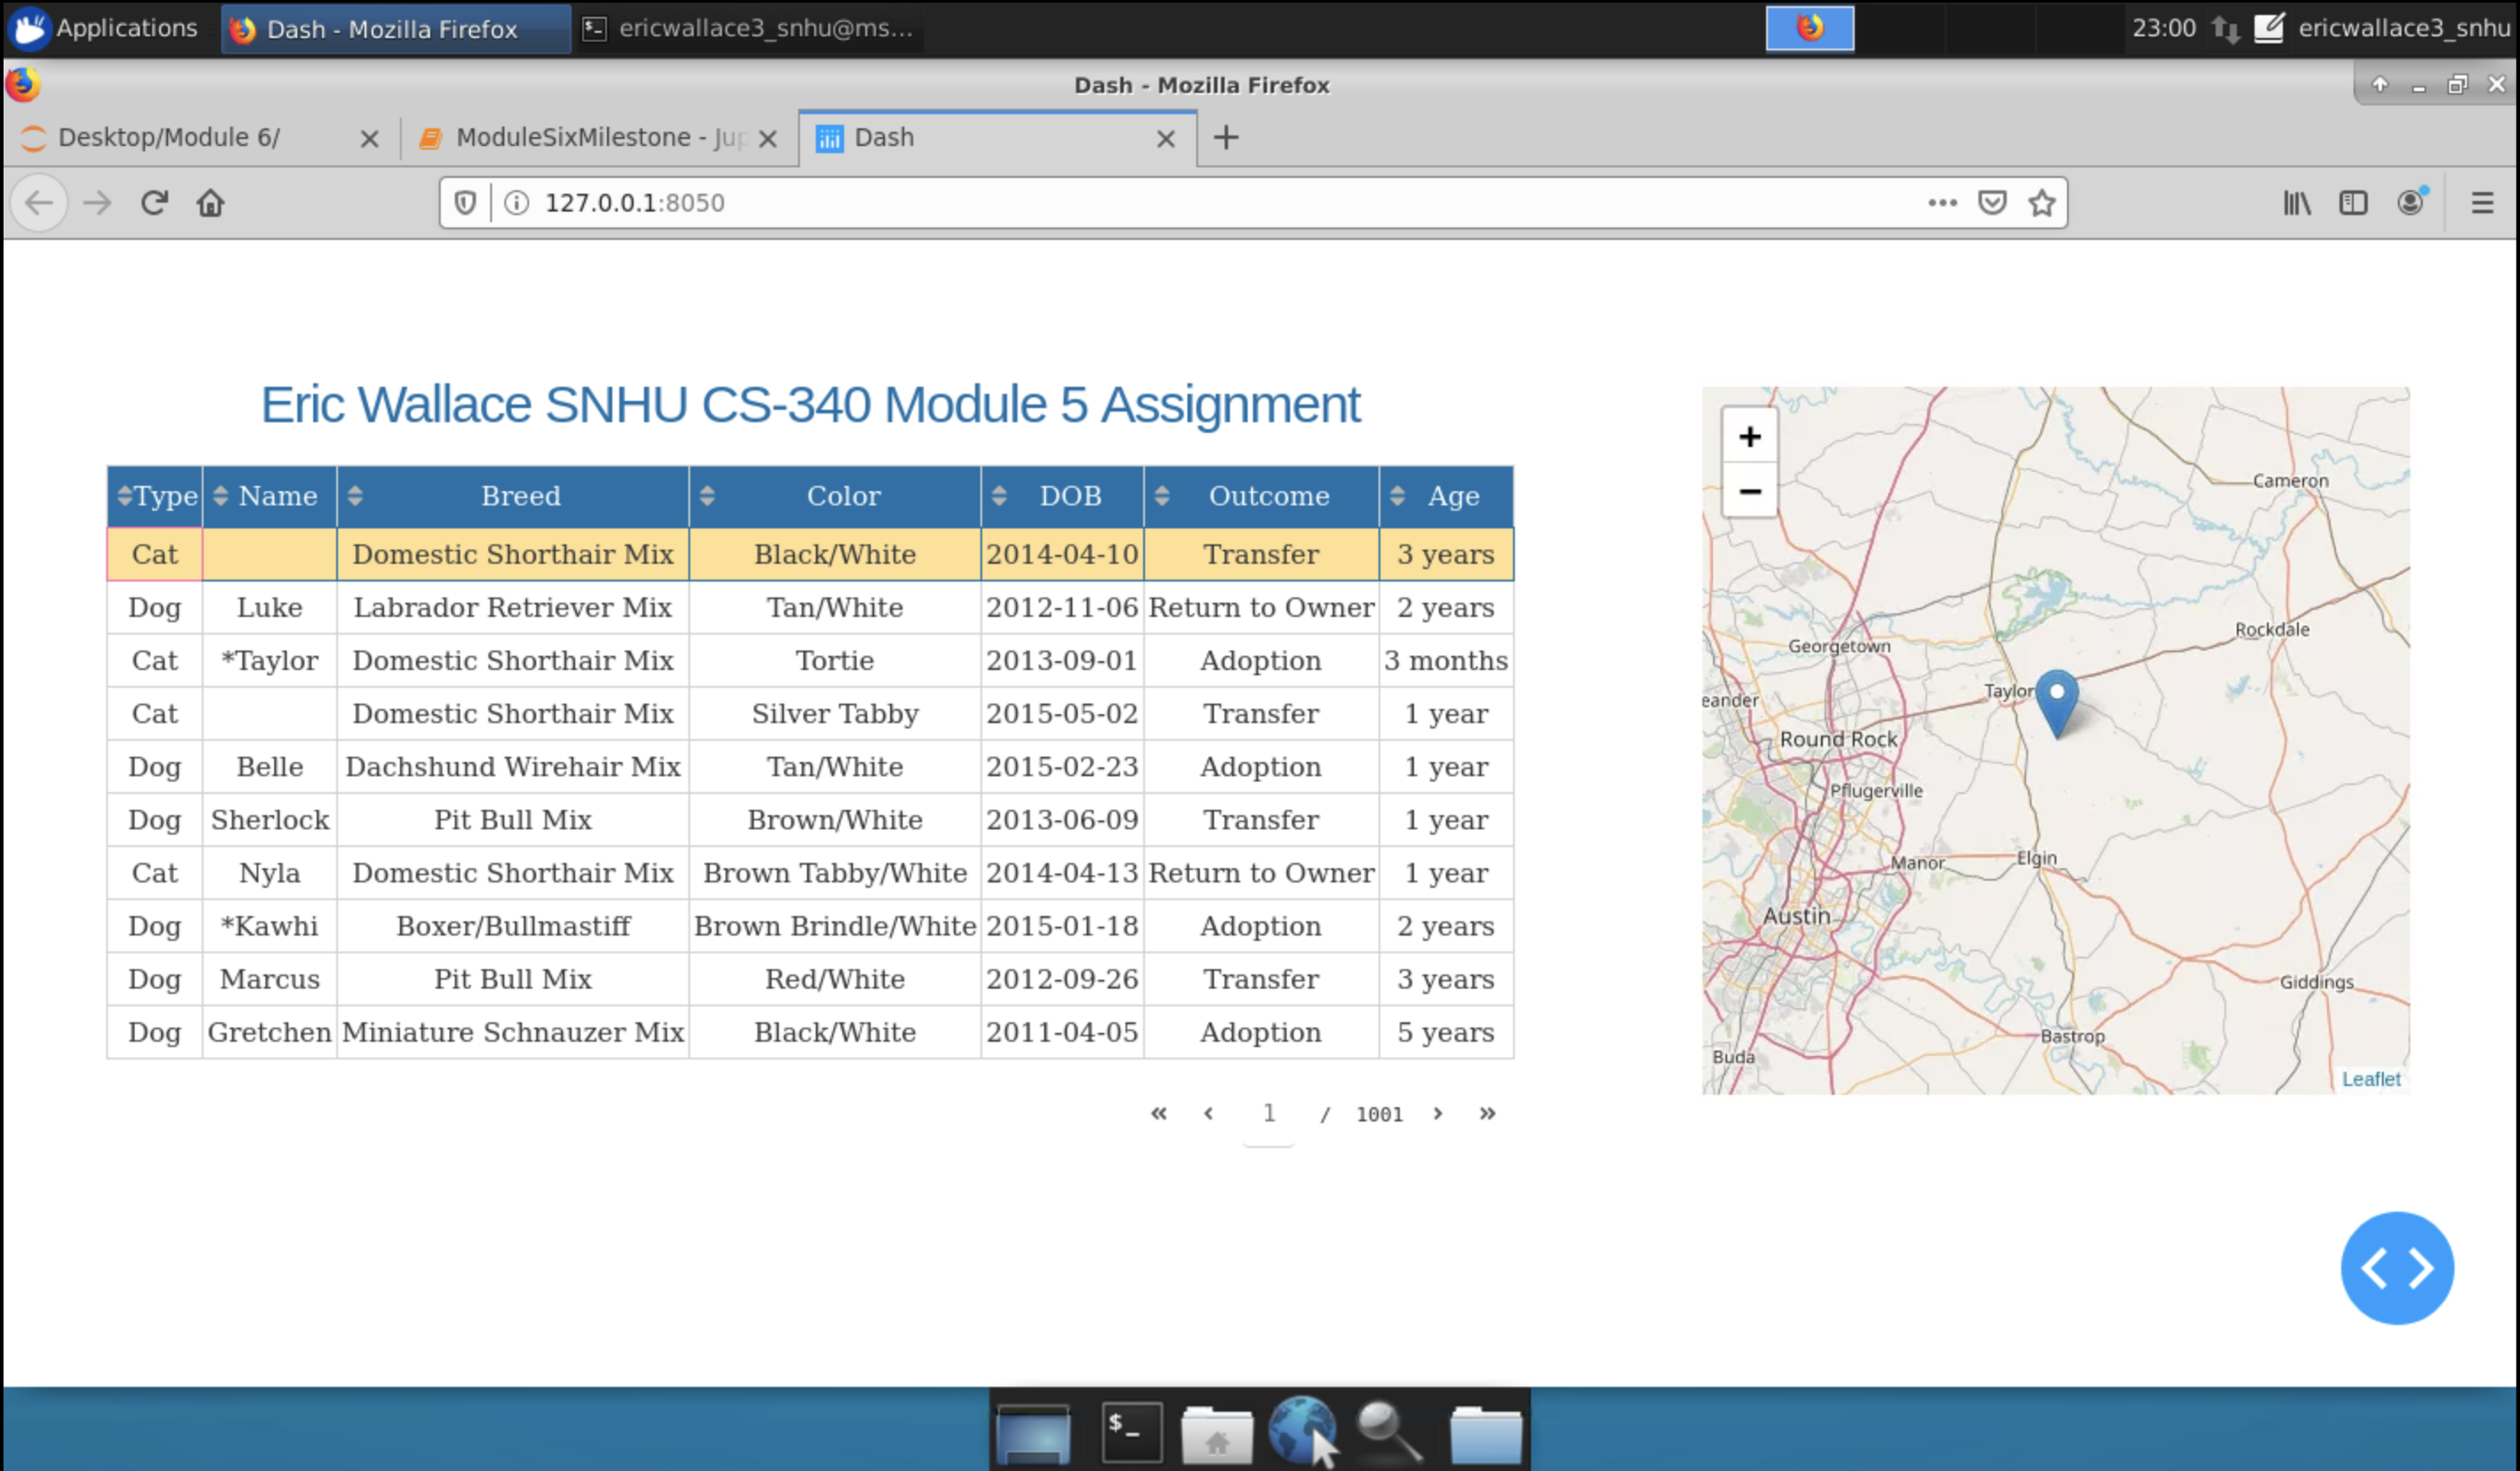 Applications Dash - Mozilla Firefox ericwallace3_snhu@ms... 23:00 ericwallace3_snhu
Dash - Mozilla Firefox
Desktop/Module 6/ ModuleSixMilestone - Jup Dash
127.0.0.1:8050
Eric Wallace SNHU CS-340 Module 5 Assignment
Type Name Breed Color DOB Outcome Age
Cat Domestic Shorthair Mix Black/White 2014-04-10 Transfer 3 years
Dog Luke Labrador Retriever Mix Tan/White 2012-11-06 Return to Owner 2 years
Cat *Taylor Domestic Shorthair Mix Tortie 2013-09-01 Adoption 3 months
Cat Domestic Shorthair Mix Silver Tabby 2015-05-02 Transfer 1 year
Dog Belle Dachshund Wirehair Mix Tan/White 2015-02-23 Adoption 1 year
Dog Sherlock Pit Bull Mix Brown/White 2013-06-09 Transfer 1 year
Cat Nyla Domestic Shorthair Mix Brown Tabby/White 2014-04-13 Return to Owner 1 year
Dog *Kawhi Boxer/Bullmastiff Brown Brindle/White 2015-01-18 Adoption 2 years
Dog Marcus Pit Bull Mix Red/White 2012-09-26 Transfer 3 years
Dog Gretchen Miniature Schnauzer Mix Black/White 2011-04-05 Adoption 5 years
« ‹ 1 / 1001 › »
+
−
Cameron
Rockdale
Georgetown
Taylor
eander
Round Rock
Pflugerville
Manor
Elgin
Austin
Giddings
Bastrop
Buda
Leaflet
$_